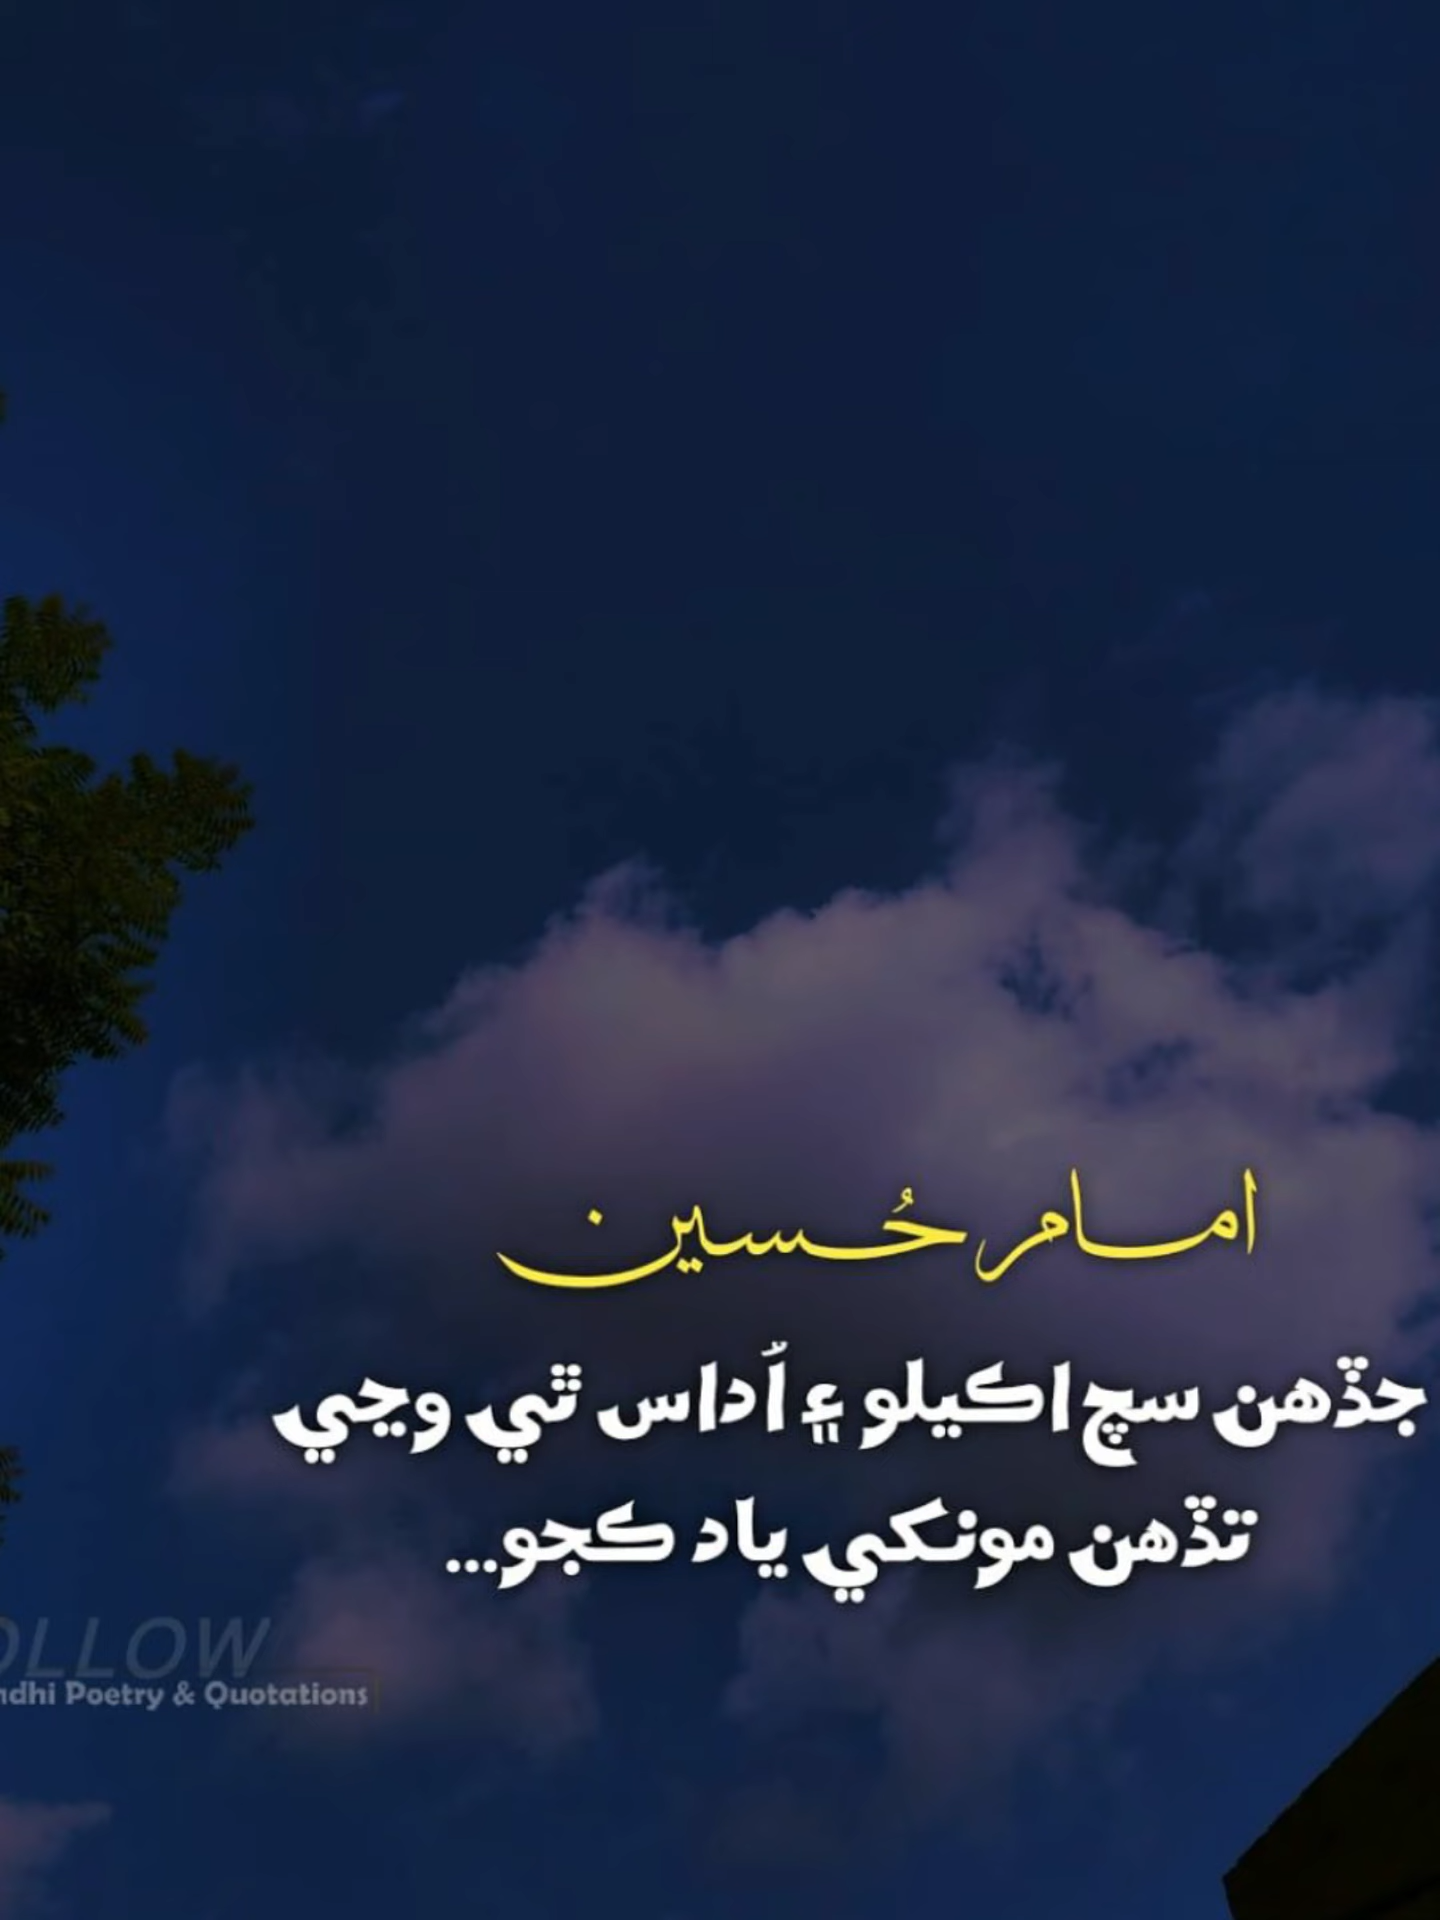 امام حُسين
جڏهن سچ اڪيلو ۽ اُداس ٿي وڃي
تڏهن مونکي ياد ڪجو...
OLLOW
ndhi Poetry & Quotations